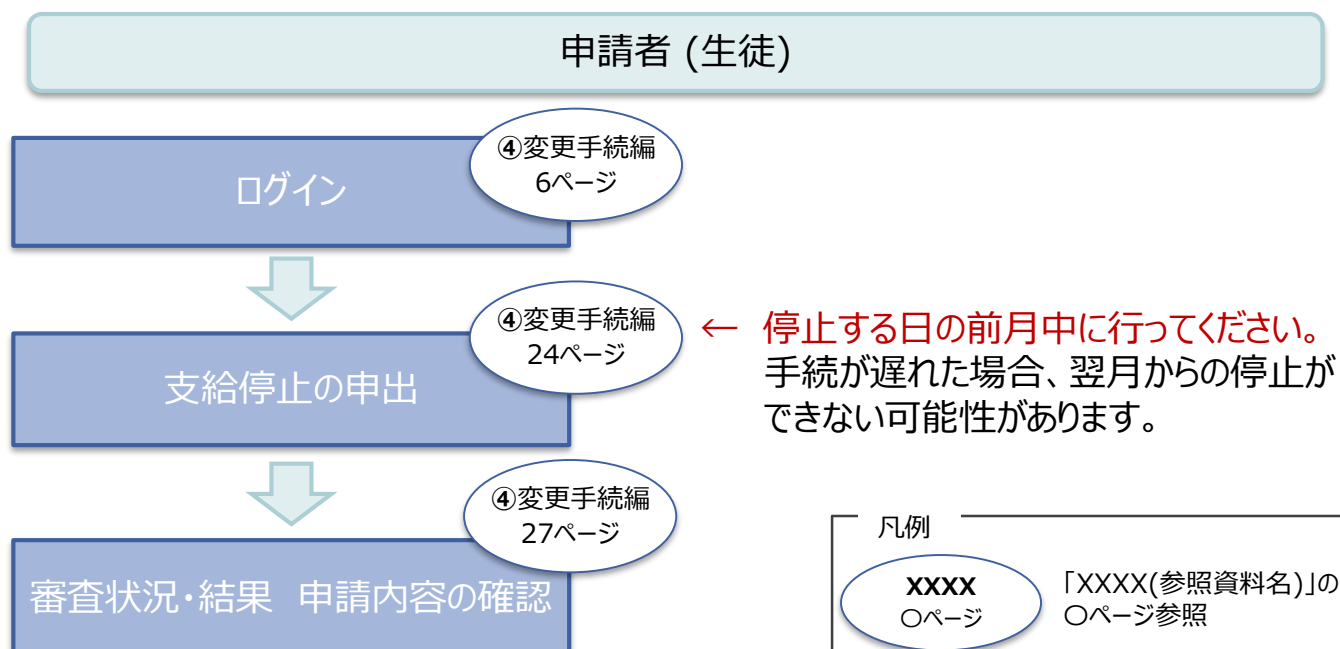 申請者 (生徒)
④変更手続編
6ページ
ログイン
④変更手続編
24ページ
支給停止の申出
← 停止する日の前月中に行ってください。
手続が遅れた場合、翌月からの停止が
できない可能性があります。
④変更手続編
27ページ
審査状況・結果　申請内容の確認
凡例
XXXX
〇ページ
「XXXX(参照資料名)」の
〇ページ参照